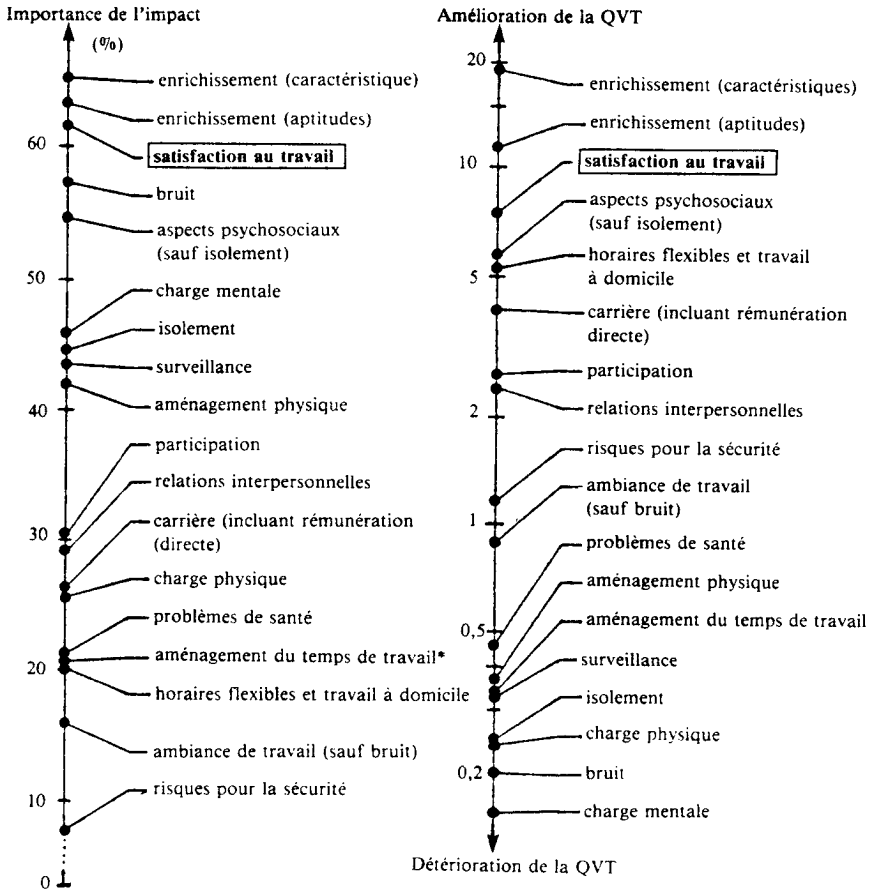 Importance de l'impact
(%)
enrichissement (caractéristique)
enrichissement (aptitudes)
60
satisfaction au travail
bruit
aspects psychosociaux
(sauf isolement)
50
charge mentale
isolement
surveillance
aménagement physique
40
participation
relations interpersonnelles
carrière (incluant rémunération
(directe)
30
charge physique
problèmes de santé
aménagement du temps de travail*
20
horaires flexibles et travail à domicile
ambiance de travail (sauf bruit)
risques pour la sécurité
10
0
Amélioration de la QVT
20
enrichissement (caractéristiques)
enrichissement (aptitudes)
10
satisfaction au travail
aspects psychosociaux
(sauf isolement)
horaires flexibles et travail
à domicile
5
carrière (incluant rémunération
directe)
participation
2
relations interpersonnelles
risques pour la sécurité
ambiance de travail
(sauf bruit)
1
problèmes de santé
aménagement physique
aménagement du temps de travail
0,5
surveillance
isolement
charge physique
0,2
bruit
charge mentale
Détérioration de la QVT